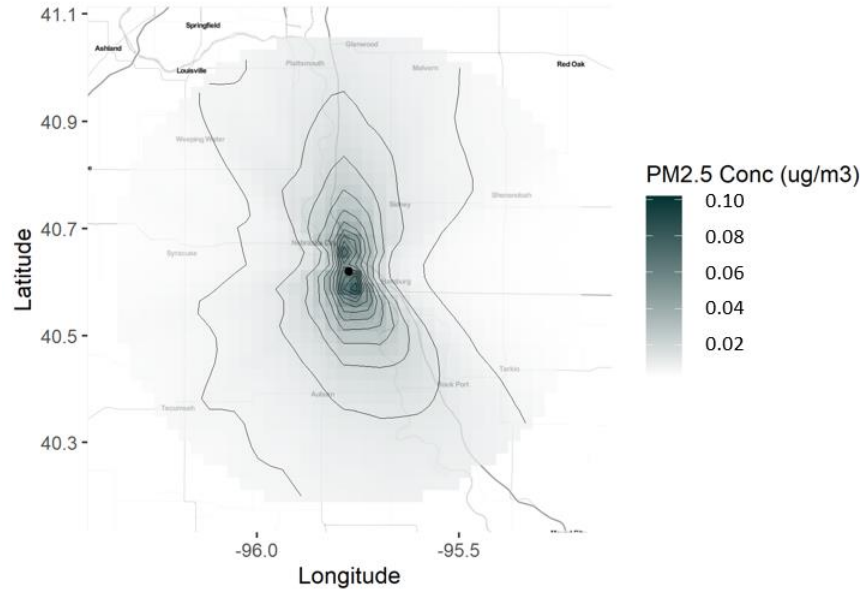 41.1
40.9
40.7
40.5
40.3
Latitude
-96.0
-95.5
Longitude
Springfield
Ashland
Glenwood
Louisville
Plattsmouth
Malvern
Red Oak
Weeping Water
Shenandoah
Sidney
Syracuse
Hamburg
Tarkio
Rock Port
Auburn
Tecumseh
PM2.5 Conc (ug/m3)
0.10
0.08
0.06
0.04
0.02